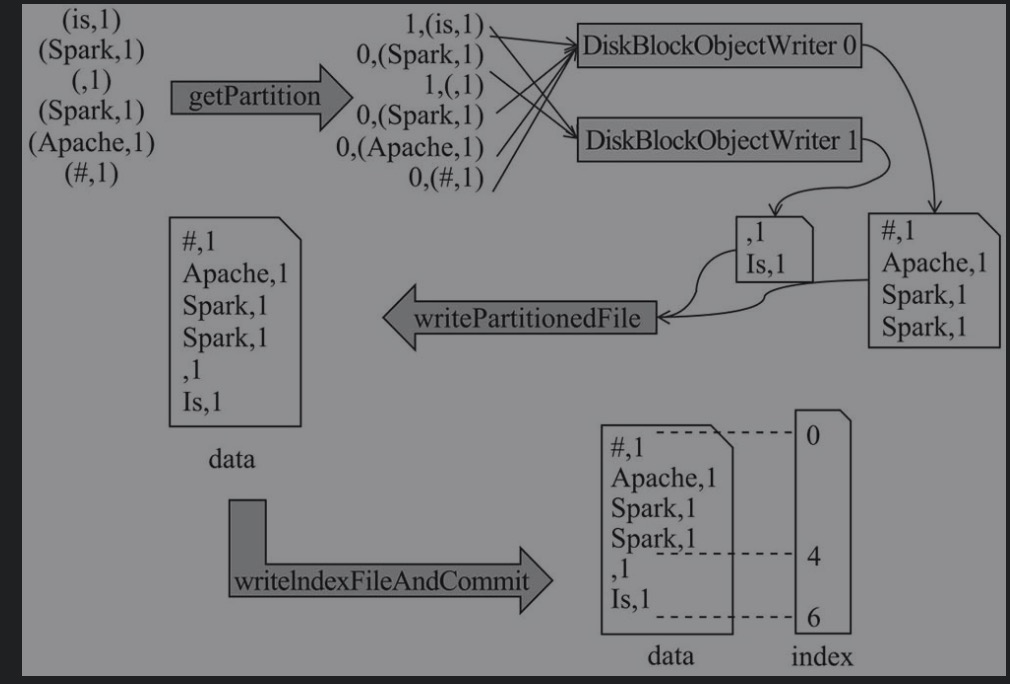 (is,1)
(Spark,1)
(,1)
(Spark,1)
(Apache,1)
(#,1)
getPartition
1,(is,1)
0,(Spark,1)
1,(,1)
0,(Spark,1)
0,(Apache,1)
0,(#,1)
DiskBlockObjectWriter 0
DiskBlockObjectWriter 1
,1
Is,1
#,1
Apache,1
Spark,1
Spark,1
writePartitionedFile
#,1
Apache,1
Spark,1
Spark,1
,1
Is,1
data
writeIndexFileAndCommit
#,1
Apache,1
Spark,1
Spark,1
,1
Is,1
data
0
4
6
index